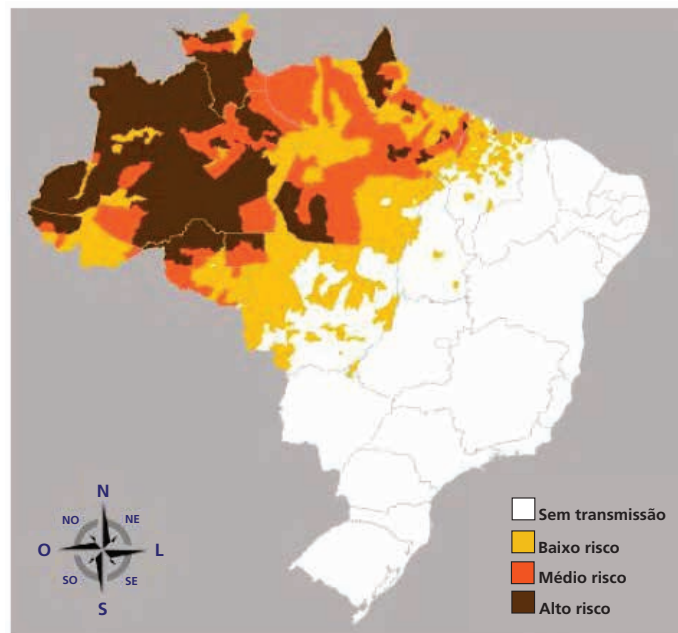 N
NO NE
O L
SO SE
S
Sem transmissão
Baixo risco
Médio risco
Alto risco